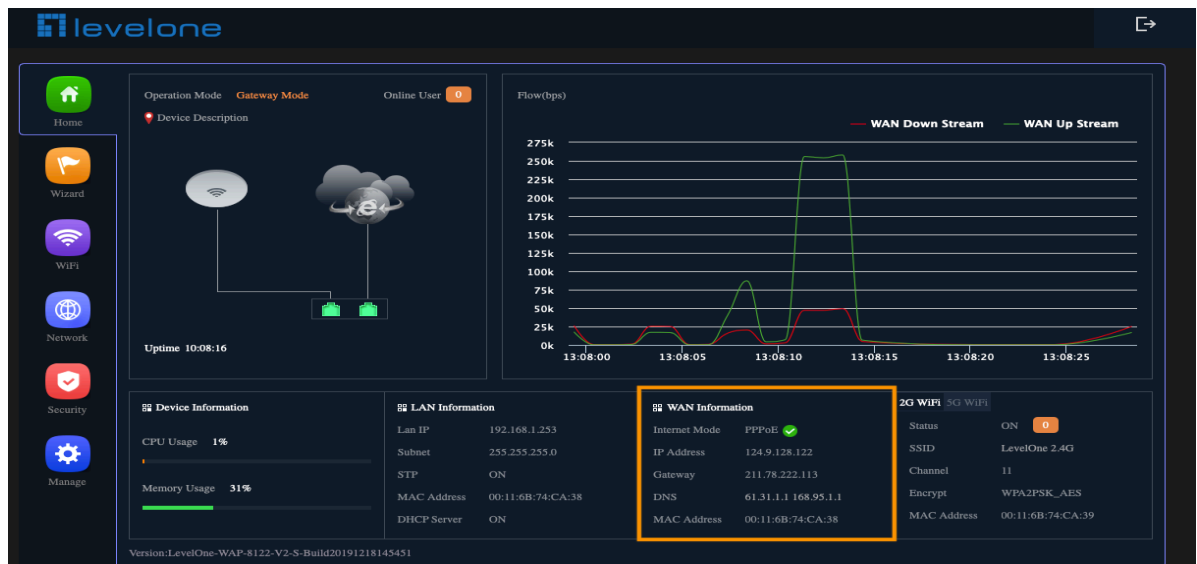 levelone
Operation Mode Gateway Mode Online User 0
Device Description
Uptime 10:08:16
Home
Wizard
WiFi
Network
Security
Manage
Flow(bps)
WAN Down Stream WAN Up Stream
275k
250k
225k
200k
175k
150k
125k
100k
75k
50k
25k
0k
13:08:00 13:08:05 13:08:10 13:08:15 13:08:20 13:08:25
Device Information
CPU Usage 1%
Memory Usage 31%
LAN Information
Lan IP 192.168.1.253
Subnet 255.255.255.0
STP ON
MAC Address 00:11:6B:74:CA:38
DHCP Server ON
WAN Information
Internet Mode PPPoE
IP Address 124.9.128.122
Gateway 211.78.222.113
DNS 61.31.1.1 168.95.1.1
MAC Address 00:11:6B:74:CA:38
2G WiFi 5G WiFi
Status ON 0
SSID LevelOne 2.4G
Channel 11
Encrypt WPA2PSK_AES
MAC Address 00:11:6B:74:CA:39
Version:LevelOne-WAP-8122-V2-S-Build20191218145451